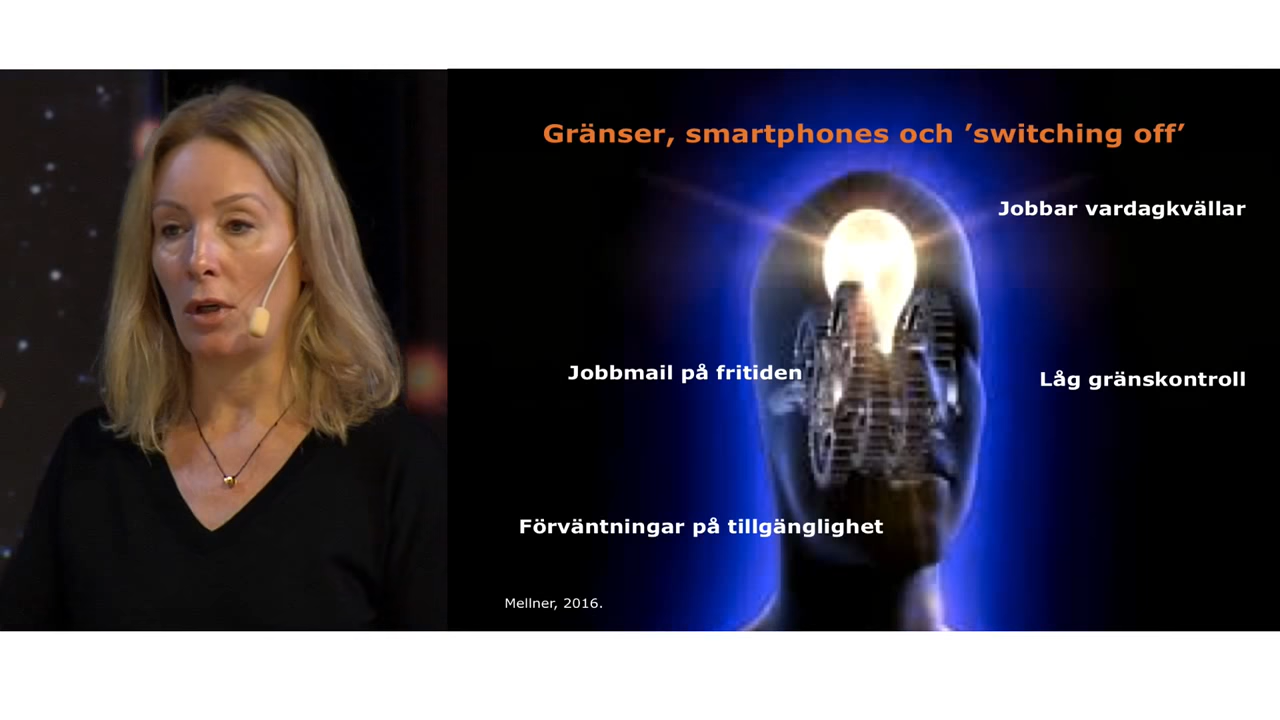 Gränser, smartphones och ’switching off’
Jobbar vardagkvällar
Jobbmail på fritiden
Låg gränskontroll
Förväntningar på tillgänglighet
Mellner, 2016.